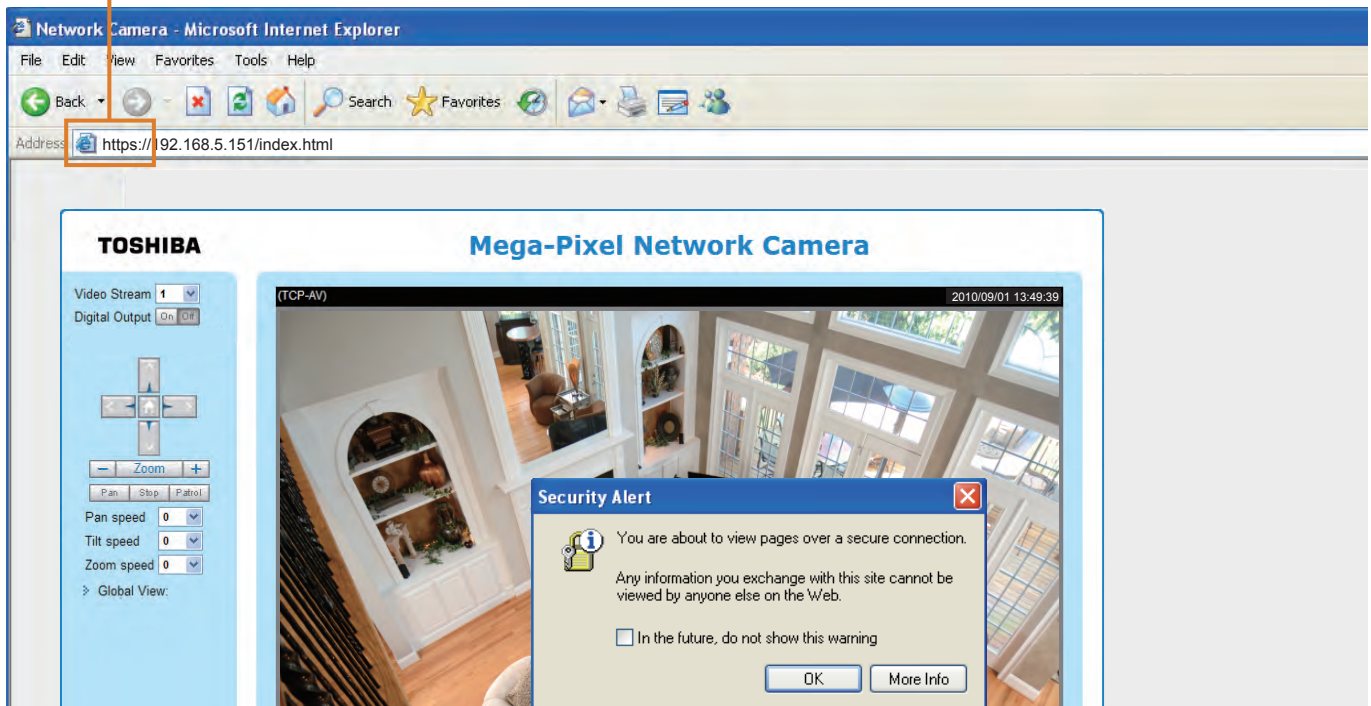 Network Camera - Microsoft Internet Explorer
File Edit View Favorites Tools Help
Back Search Favorites
Address https://192.168.5.151/index.html
TOSHIBA
Mega-Pixel Network Camera
Video Stream 1
Digital Output On Off
(TCP-AV) 2010/09/01 13:49:39
Zoom
Pan Stop Patrol
Pan speed 0
Tilt speed 0
Zoom speed 0
Global View:
Security Alert
You are about to view pages over a secure connection.
Any information you exchange with this site cannot be
viewed by anyone else on the Web.
In the future, do not show this warning
OK More Info